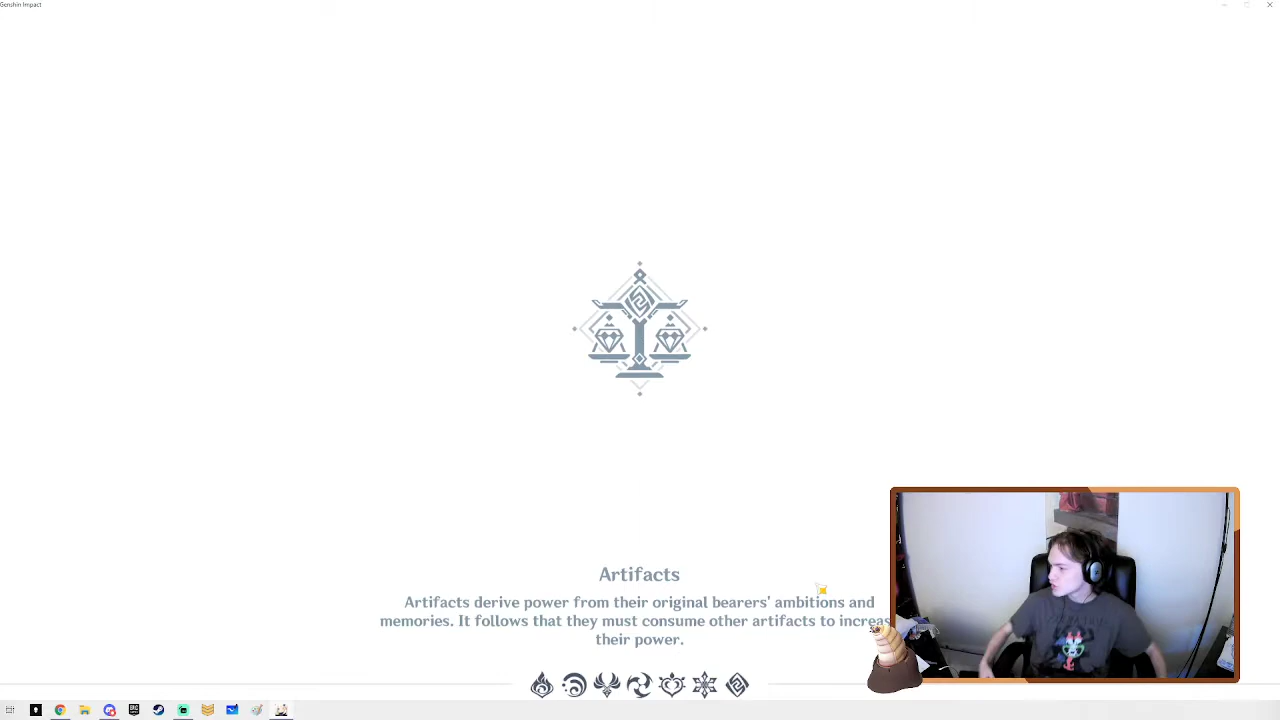 Genshin Impact
Artifacts
Artifacts derive power from their original bearers' ambitions and
memories. It follows that they must consume other artifacts to increas
their power.